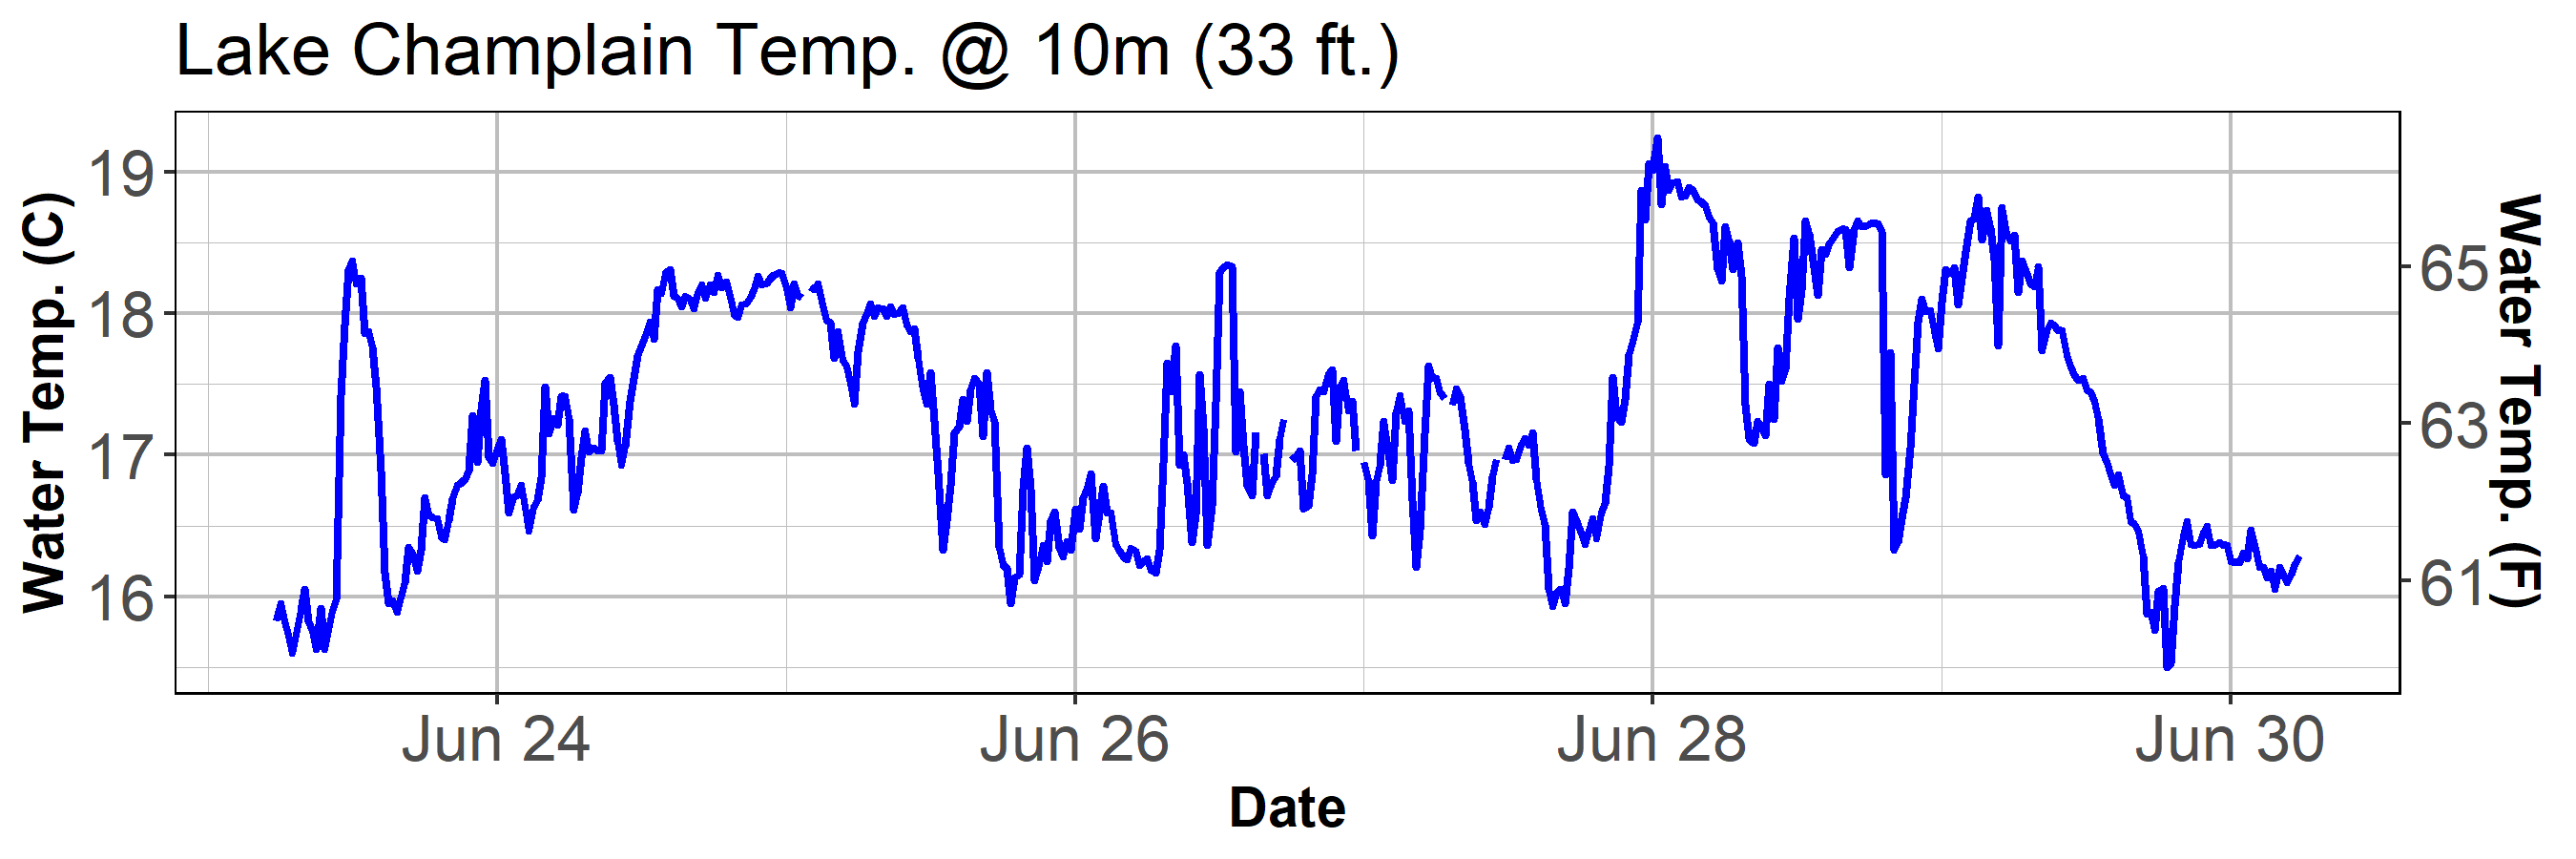 Lake Champlain Temp. @ 10m (33 ft.)
Water Temp. (C)
19
18
17
16
65
63
61
Water Temp. (F)
Jun 24
Jun 26
Jun 28
Jun 30
Date